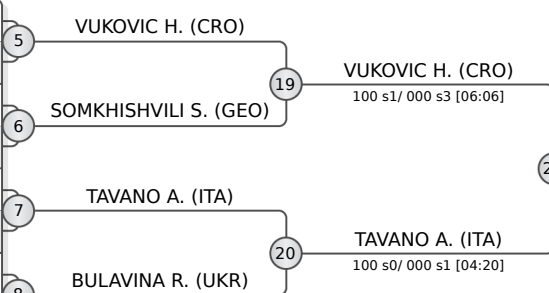 VUKOVIC H. (CRO)
5
19
VUKOVIC H. (CRO)
100 s1/ 000 s3 [06:06]
SOMKHISHVILI S. (GEO)
6
TAVANO A. (ITA)
7
20
TAVANO A. (ITA)
100 s0/ 000 s1 [04:20]
BULAVINA R. (UKR)
8